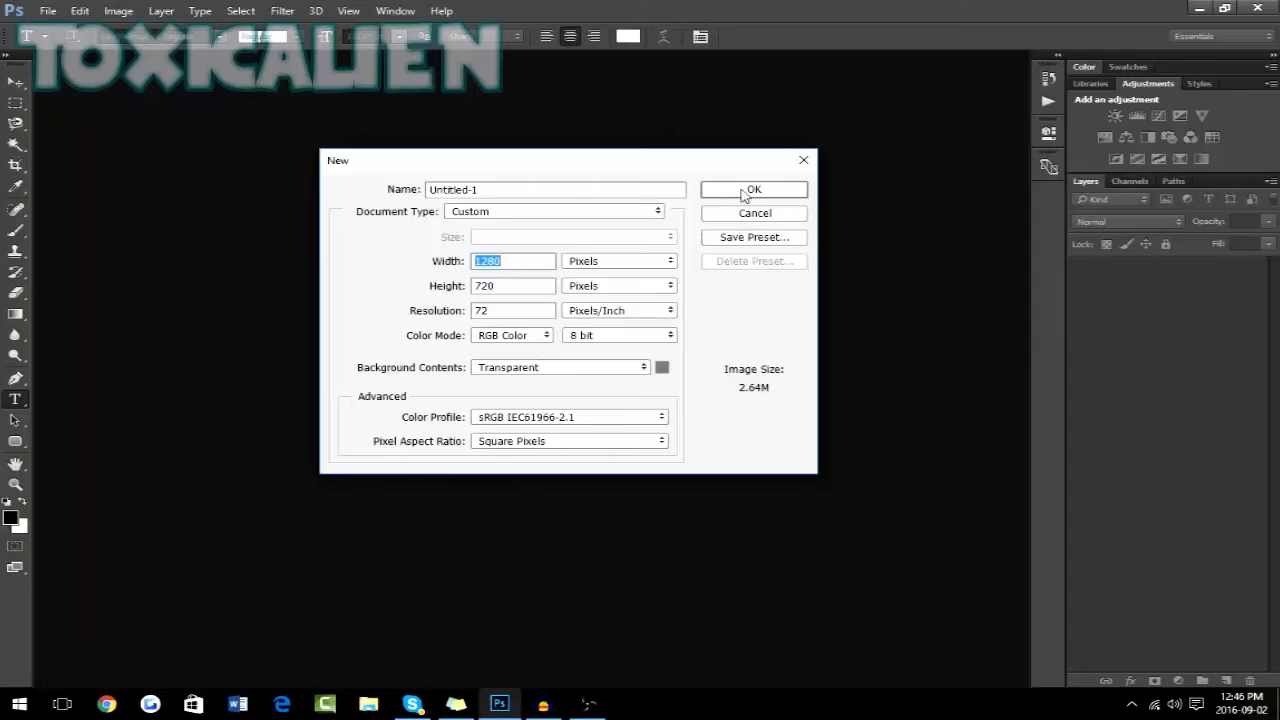 Ps File Edit Image Layer Type Select Filter 3D View Window Help
Essentials
TOXICALIEN
Color Swatches
Libraries Adjustments Styles
Add an adjustment
New
Name: Untitled-1 OK
Document Type: Custom Cancel
Size: Save Preset...
Width: 1280 Pixels Delete Preset...
Height: 720 Pixels
Resolution: 72 Pixels/Inch
Color Mode: RGB Color 8 bit
Background Contents: Transparent
Image Size:
2.64M
Advanced
Color Profile: sRGB IEC61966-2.1
Pixel Aspect Ratio: Square Pixels
Layers Channels Paths
Kind
Normal Opacity:
Lock: Fill:
12:46 PM
2016-09-02